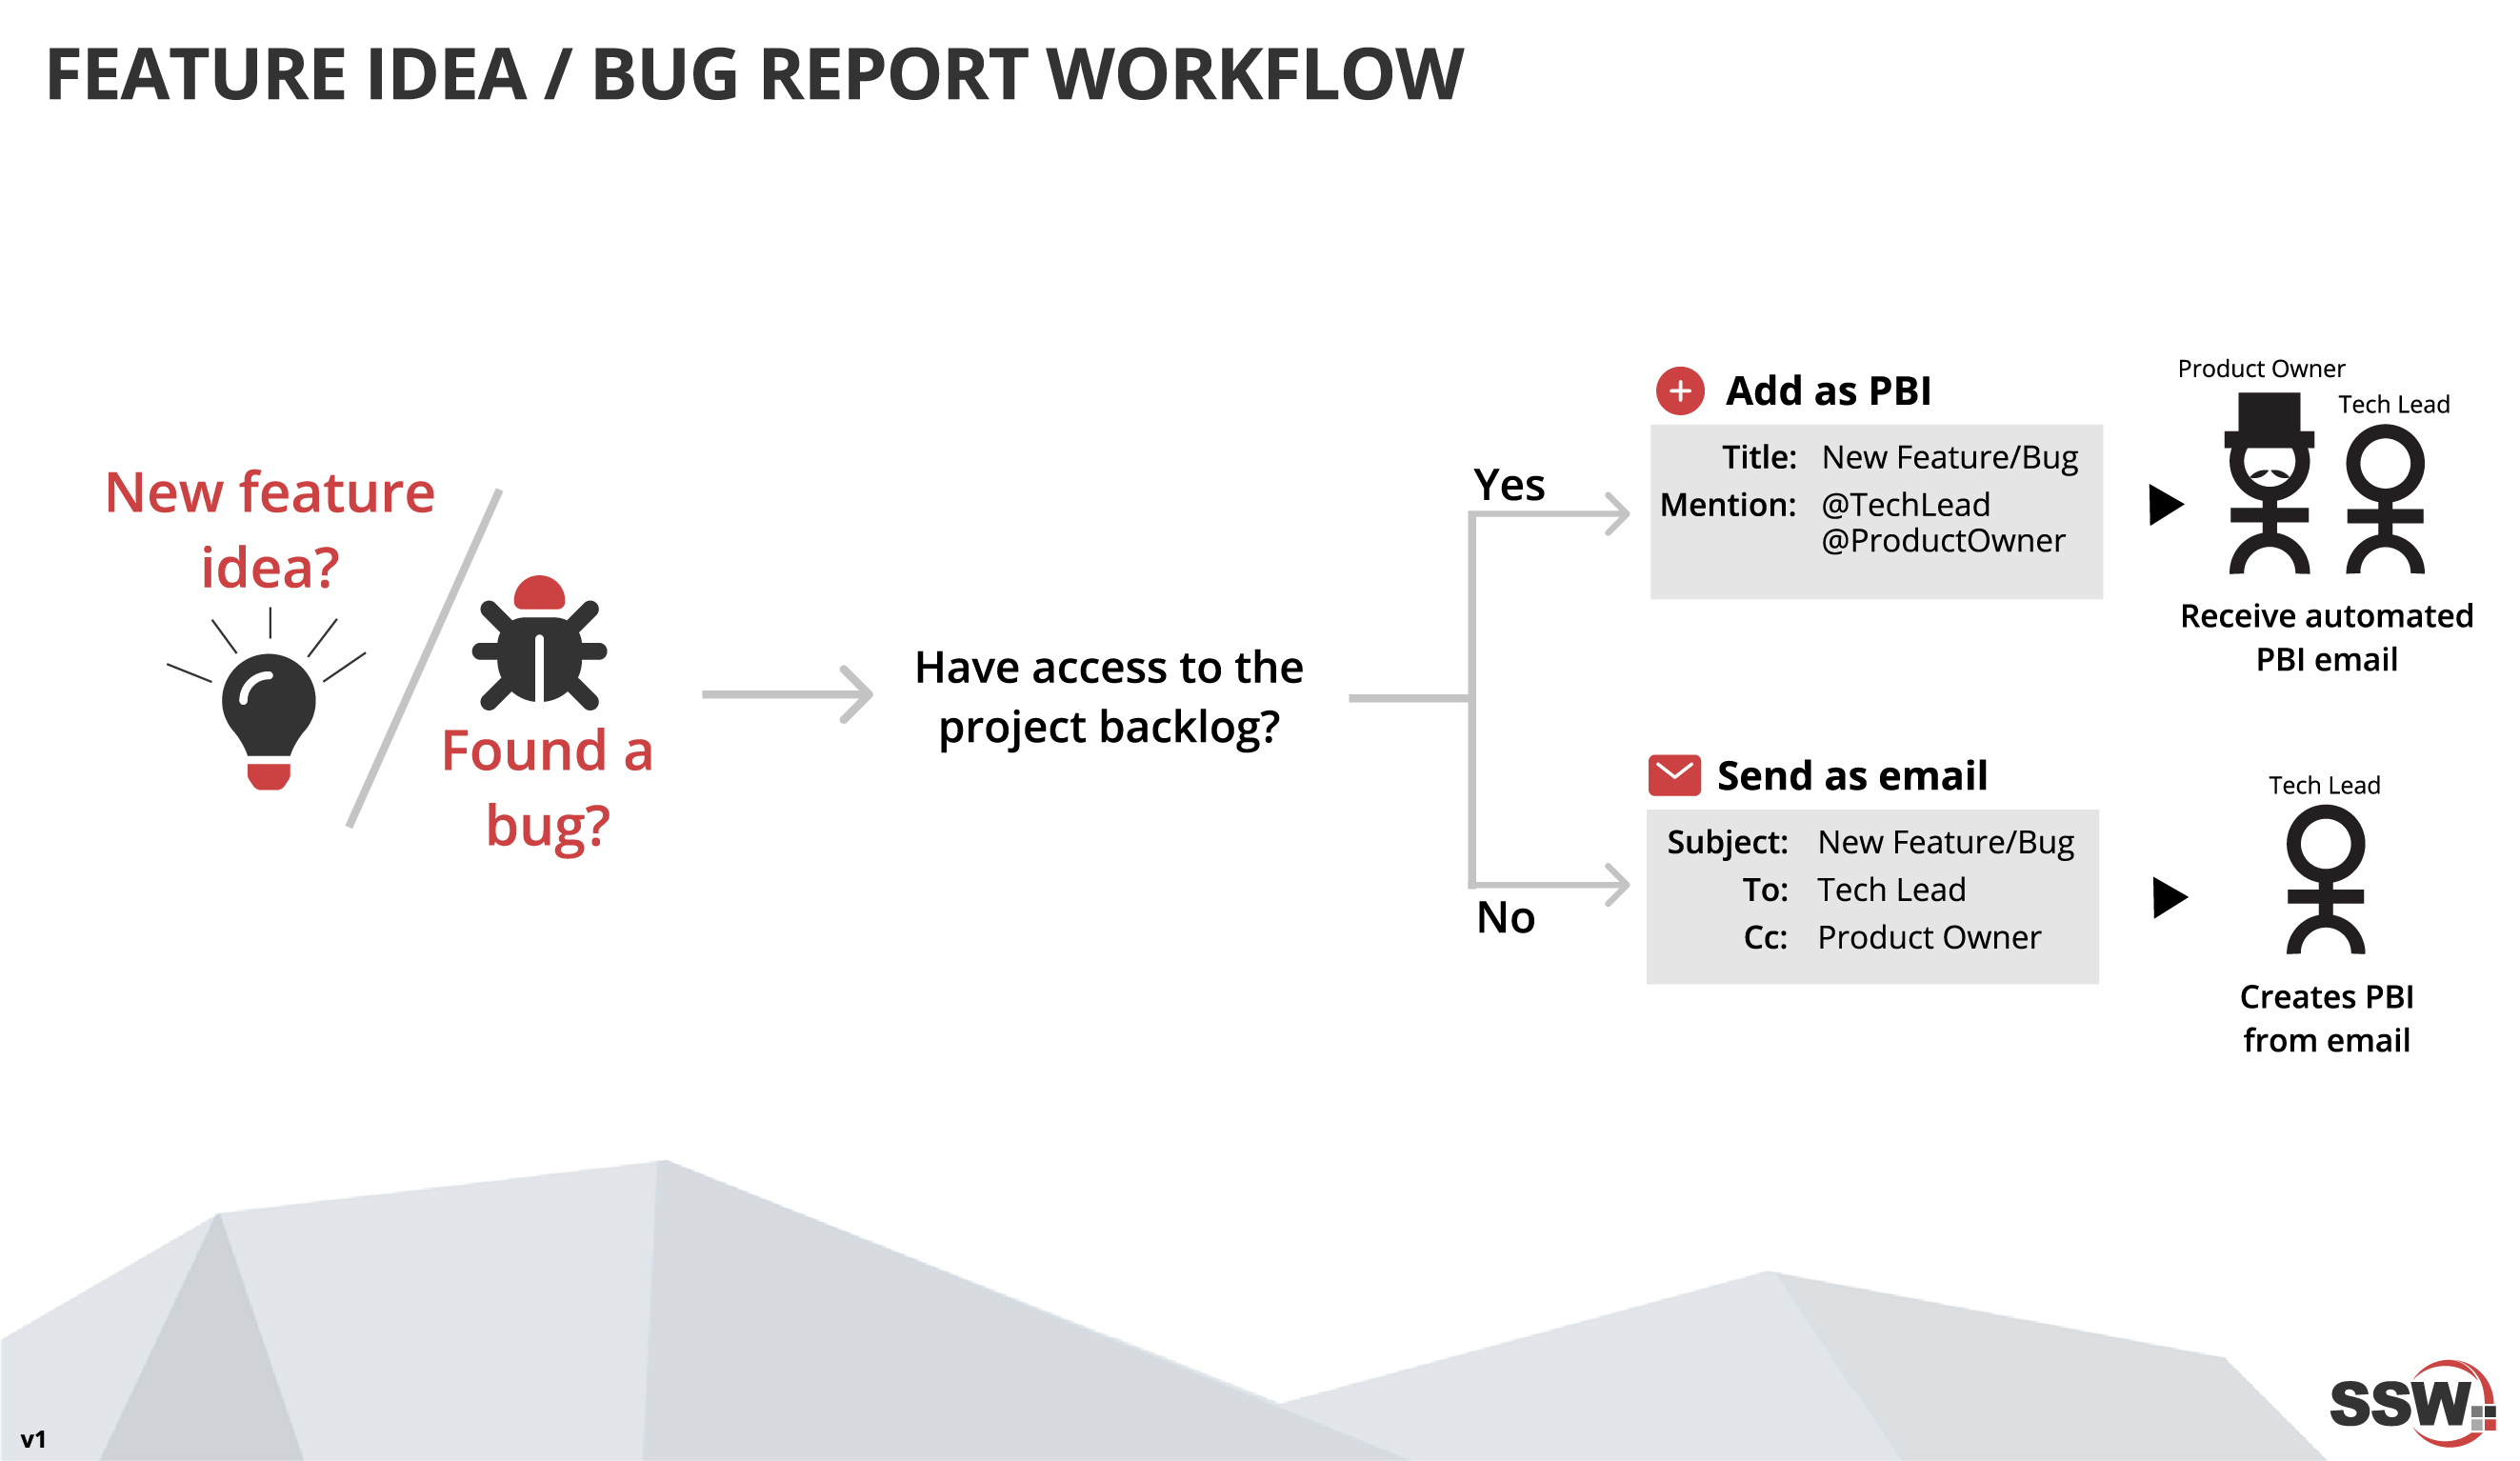 FEATURE IDEA / BUG REPORT WORKFLOW
New feature
idea?
Found a
bug?
Have access to the
project backlog?
Yes
Add as PBI
Title: New Feature/Bug
Mention: @TechLead
@ProductOwner
Product Owner
Tech Lead
Receive automated
PBI email
No
Send as email
Subject: New Feature/Bug
To: Tech Lead
Cc: Product Owner
Tech Lead
Creates PBI
from email
v1
SSW